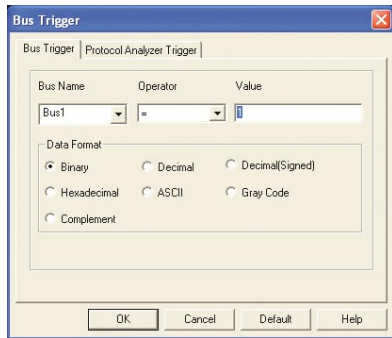 Bus Trigger
Bus Trigger Protocol Analyzer Trigger
Bus Name Operator Value
Bus1 = 1
Data Format
Binary Decimal Decimal(Signed)
Hexadecimal ASCII Gray Code
Complement
OK Cancel Default Help